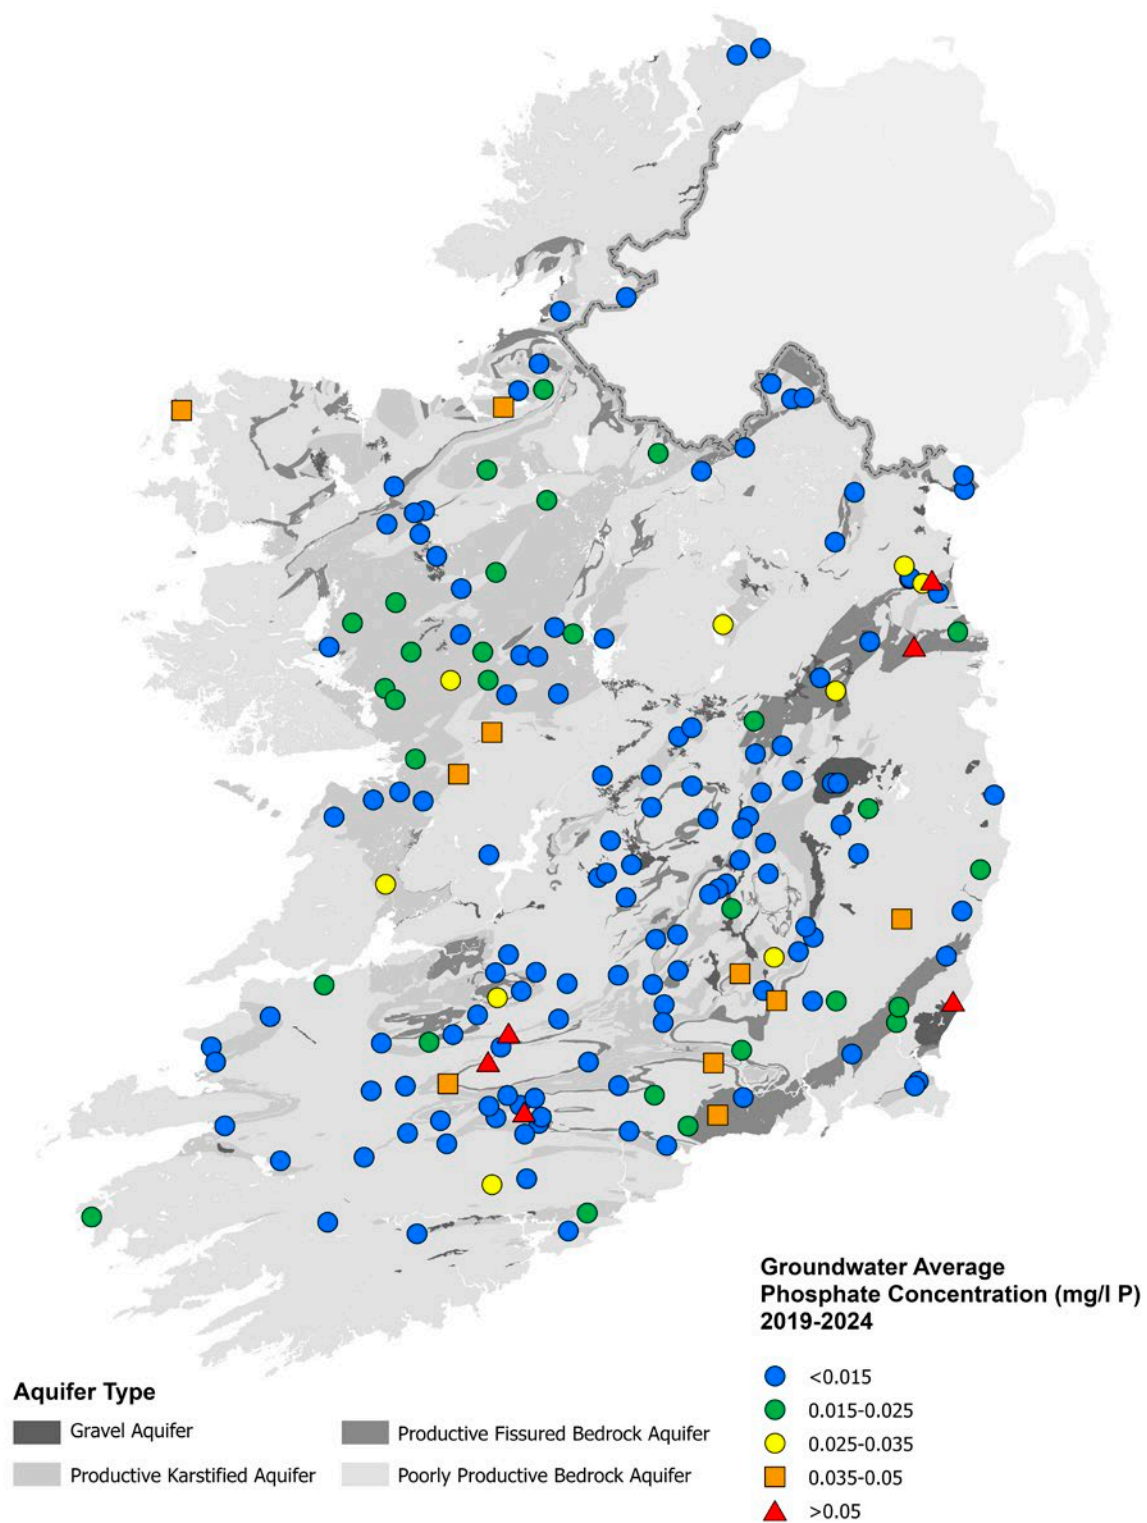 Groundwater Average
Phosphate Concentration (mg/l P)
2019-2024
<0.015
0.015-0.025
0.025-0.035
0.035-0.05
>0.05
Aquifer Type
Gravel Aquifer
Productive Fissured Bedrock Aquifer
Productive Karstified Aquifer
Poorly Productive Bedrock Aquifer